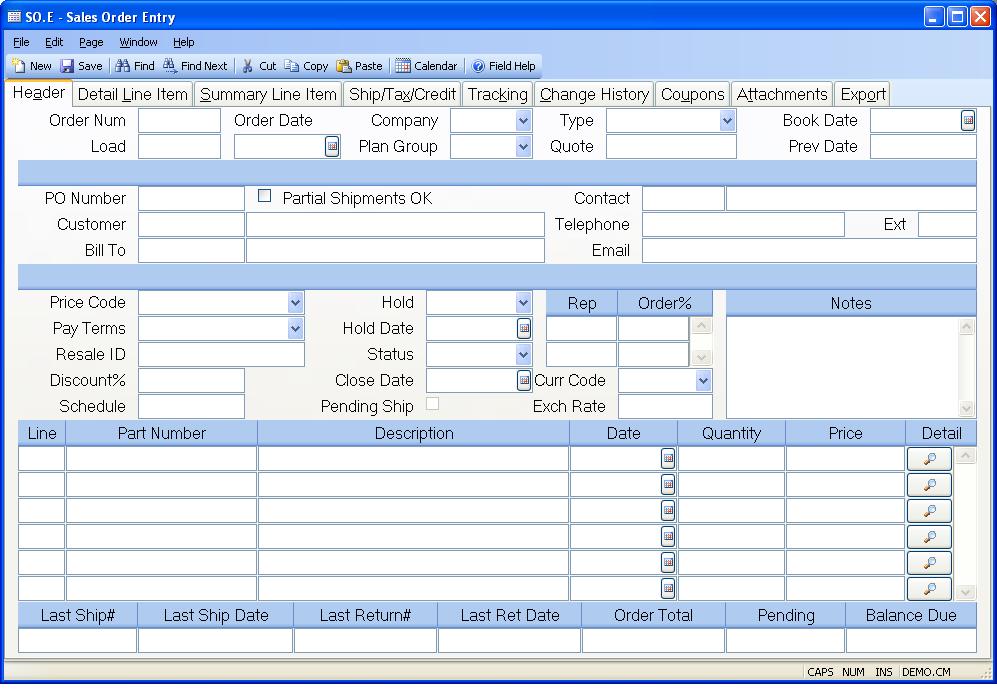 SO.E - Sales Order Entry
File Edit Page Window Help
New Save Find Find Next Cut Copy Paste Calendar Field Help
Header Detail Line Item Summary Line Item Ship/Tax/Credit Tracking Change History Coupons Attachments Export
Order Num Order Date Company Type Book Date
Load Plan Group Quote Prev Date
PO Number Partial Shipments OK Contact
Customer Telephone Ext
Bill To Email
Price Code Hold Rep Order% Notes
Pay Terms Hold Date
Resale ID Status
Discount% Close Date Curr Code
Schedule Pending Ship Exch Rate
Line Part Number Description Date Quantity Price Detail
Last Ship# Last Ship Date Last Return# Last Ret Date Order Total Pending Balance Due
CAPS NUM INS DEMO.CM